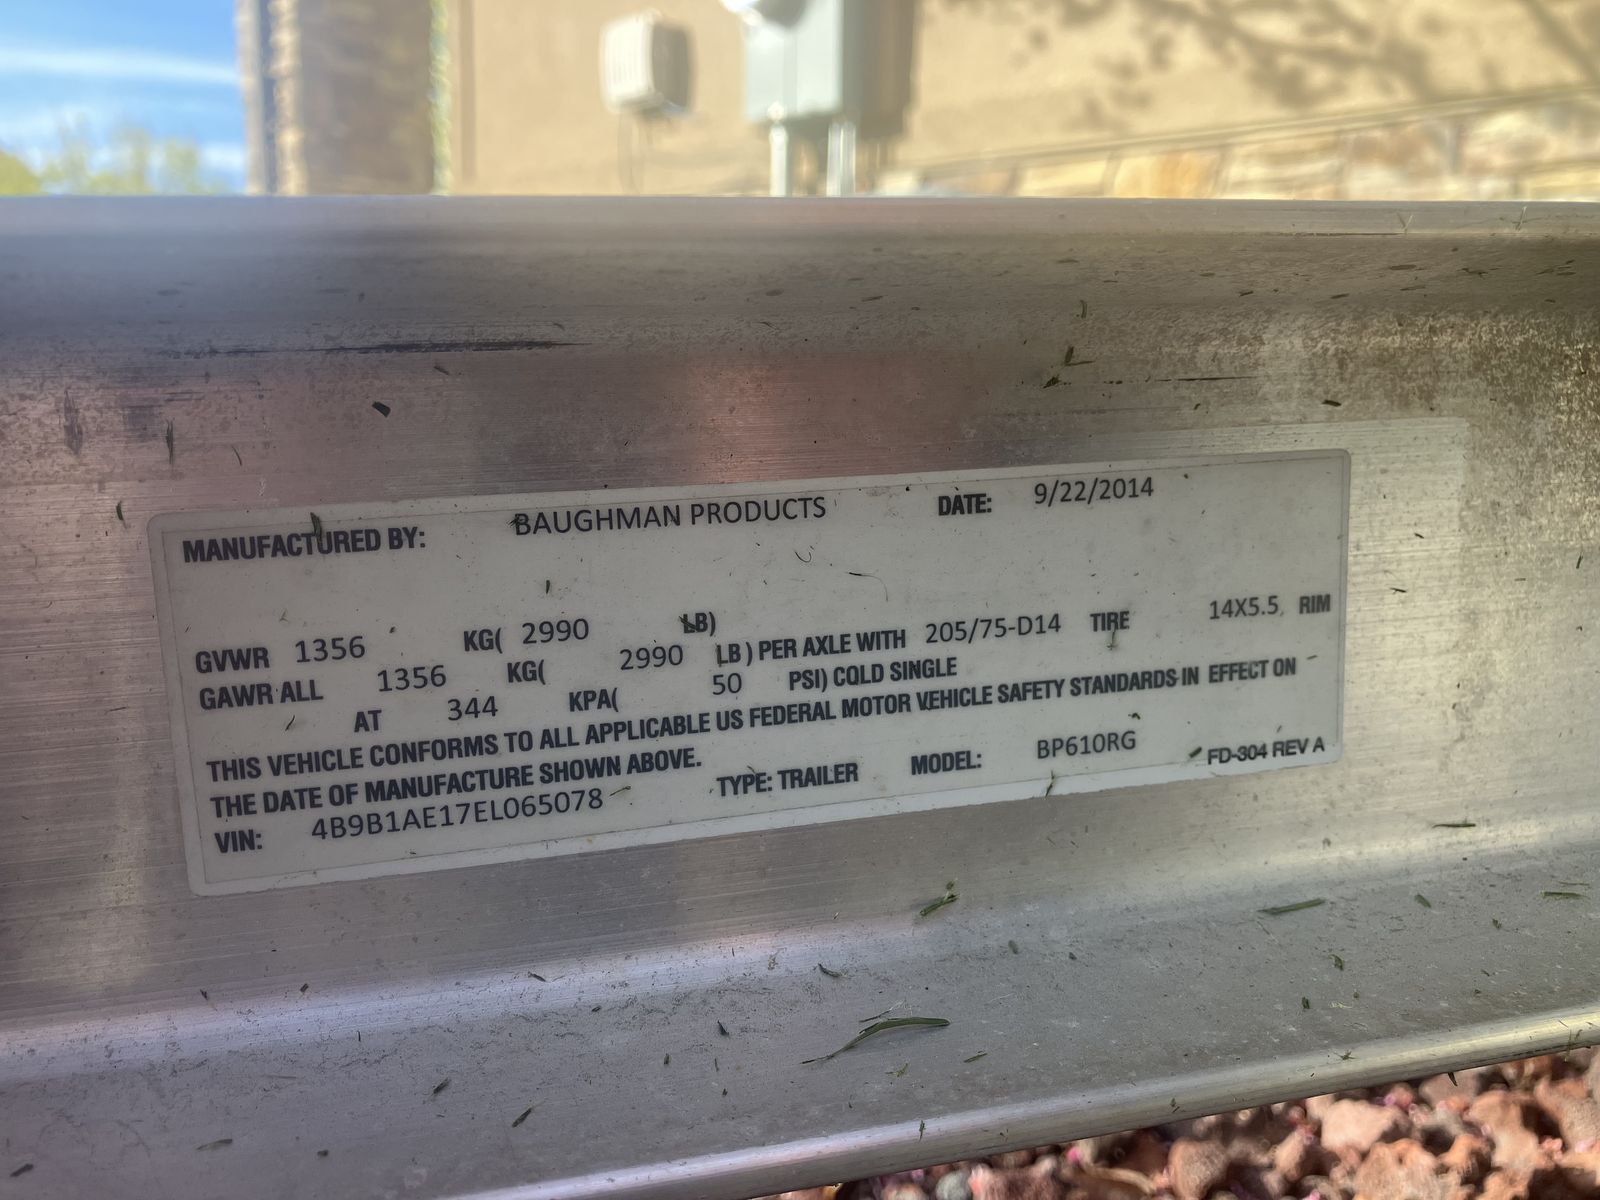 MANUFACTURED BY: BAUGHMAN PRODUCTS DATE: 9/22/2014
GVWR 1356 KG( 2990 LB)
GAWR ALL 1356 KG( 2990 LB) PER AXLE WITH 205/75-D14 TIRE 14X5.5 RIM
AT 344 KPA( 50 PSI) COLD SINGLE
THIS VEHICLE CONFORMS TO ALL APPLICABLE US FEDERAL MOTOR VEHICLE SAFETY STANDARDS IN EFFECT ON
THE DATE OF MANUFACTURE SHOWN ABOVE.
VIN: 4B9B1AE17EL065078 TYPE: TRAILER MODEL: BP610RG FD-304 REV A